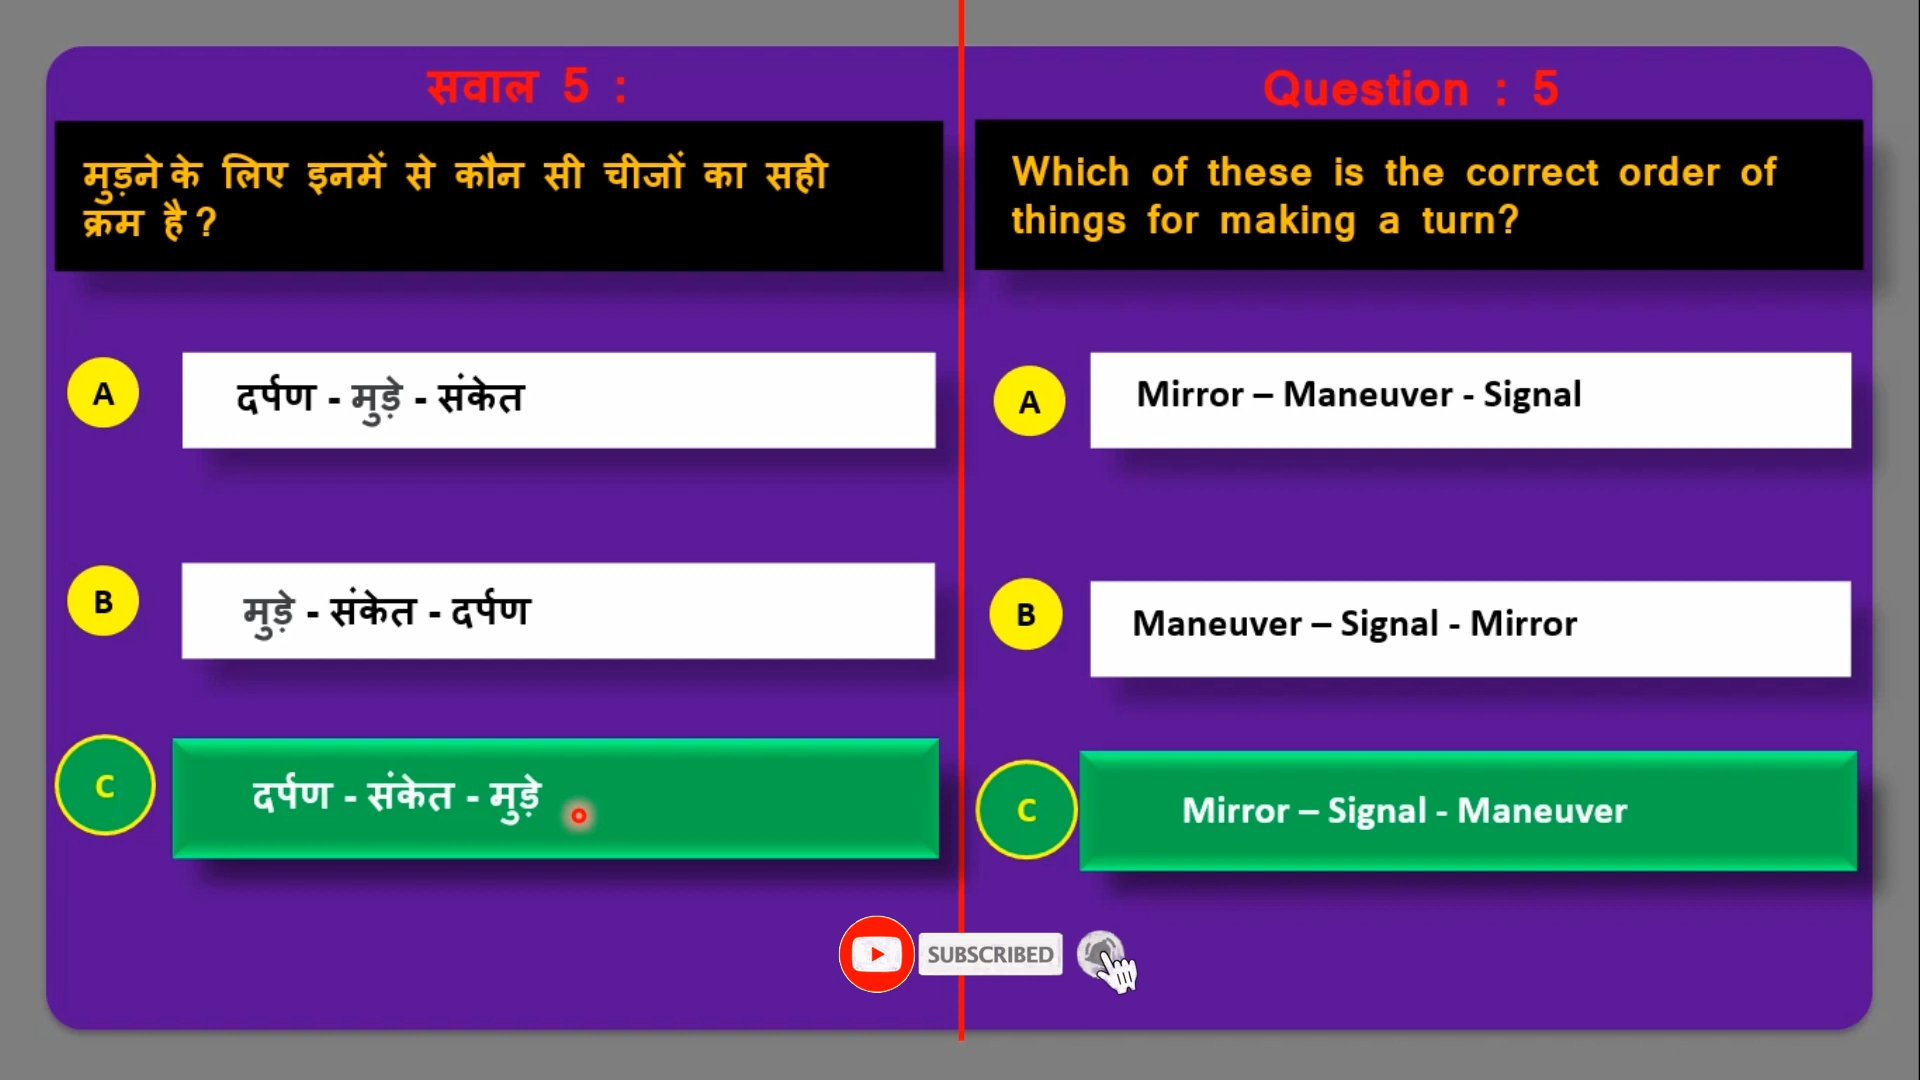 सवाल 5 :
मुड़ने के लिए इनमें से कौन सी चीजों का सही
क्रम है ?
A
दर्पण - मुड़े - संकेत
B
मुड़े - संकेत - दर्पण
C
दर्पण - संकेत - मुड़े
Question : 5
Which of these is the correct order of
things for making a turn?
A
Mirror – Maneuver - Signal
B
Maneuver – Signal - Mirror
C
Mirror – Signal - Maneuver
SUBSCRIBED